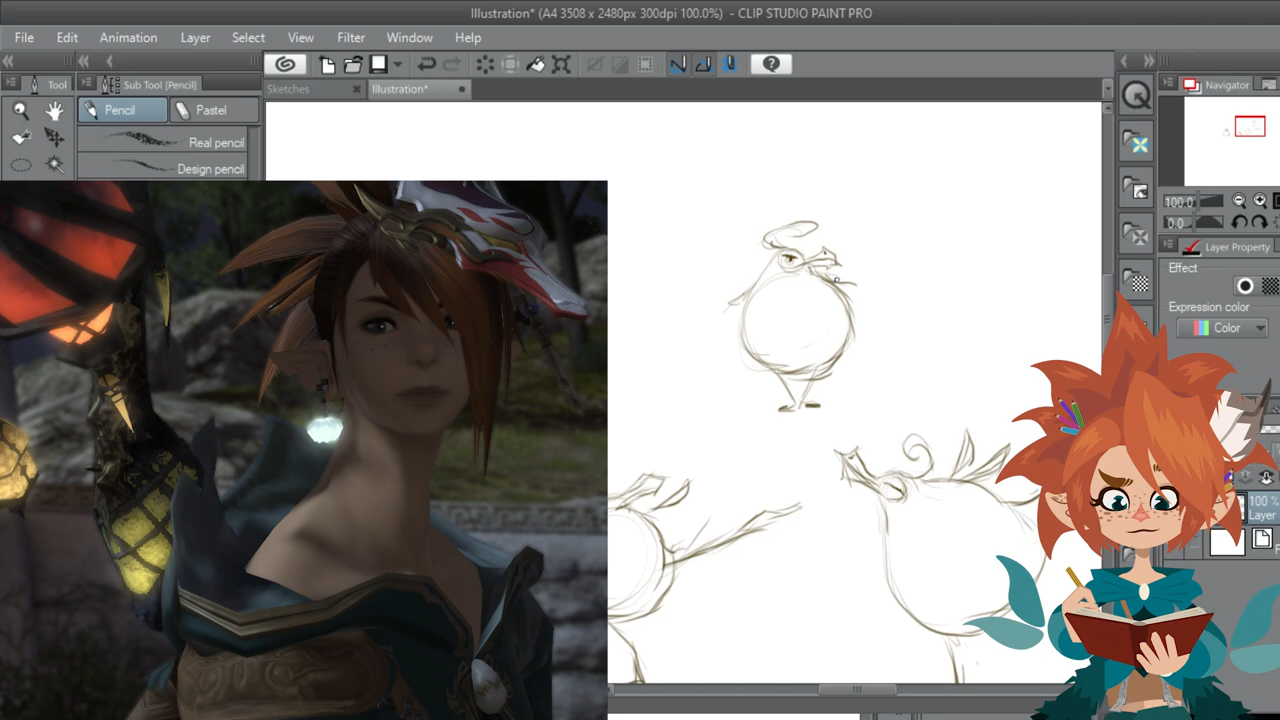 Illustration* (A4 3508 x 2480px 300dpi 100.0%) - CLIP STUDIO PAINT PRO
File Edit Animation Layer Select View Filter Window Help
Tool Sub Tool [Pencil] Sketches Illustration* Navigator
Pencil Pastel
Real pencil
Design pencil
100.0
0.0
Layer Property
Effect
Expression color
Color
100 %
Layer